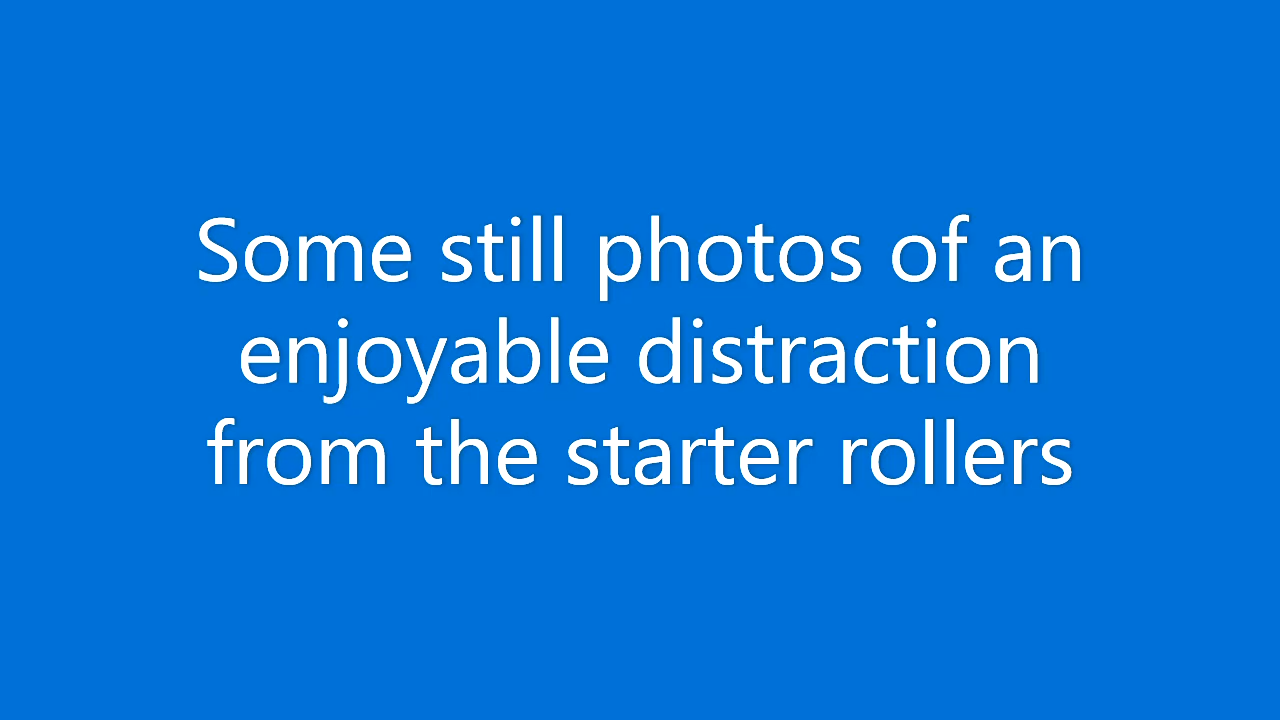 Some still photos of an
enjoyable distraction
from the starter rollers